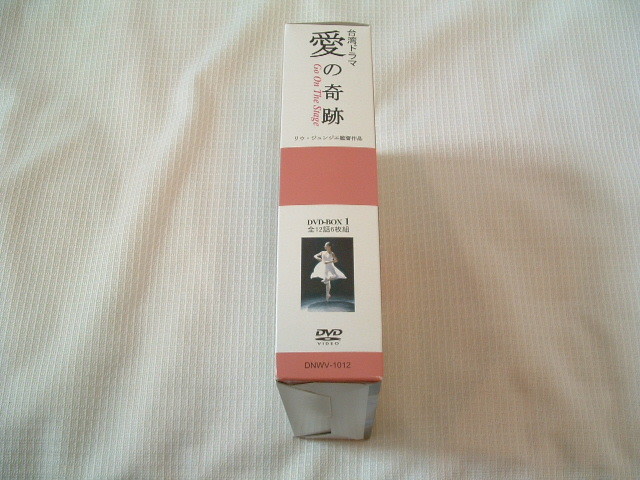 台湾ドラマ
愛の奇跡
Go On The Stage
リウ・ジュンジエ監督作品
DVD-BOX 1
全12話6枚組
DVD
VIDEO
DNWV-1012